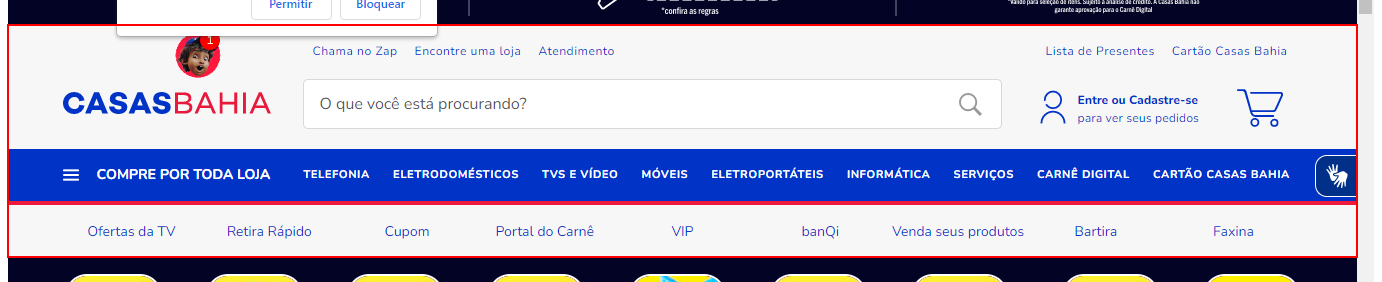 Permitir Bloquear
*confira as regras
*Válido para seleção de itens. Sujeito a análise de crédito. A Casas Bahia não
garante aprovação para o Carnê Digital
1
Chama no Zap Encontre uma loja Atendimento Lista de Presentes Cartão Casas Bahia
CASASBAHIA
O que você está procurando?
Entre ou Cadastre-se
para ver seus pedidos
COMPRE POR TODA LOJA TELEFONIA ELETRODOMÉSTICOS TVS E VÍDEO MÓVEIS ELETROPORTÁTEIS INFORMÁTICA SERVIÇOS CARNÊ DIGITAL CARTÃO CASAS BAHIA
Ofertas da TV Retira Rápido Cupom Portal do Carnê VIP banQi Venda seus produtos Bartira Faxina